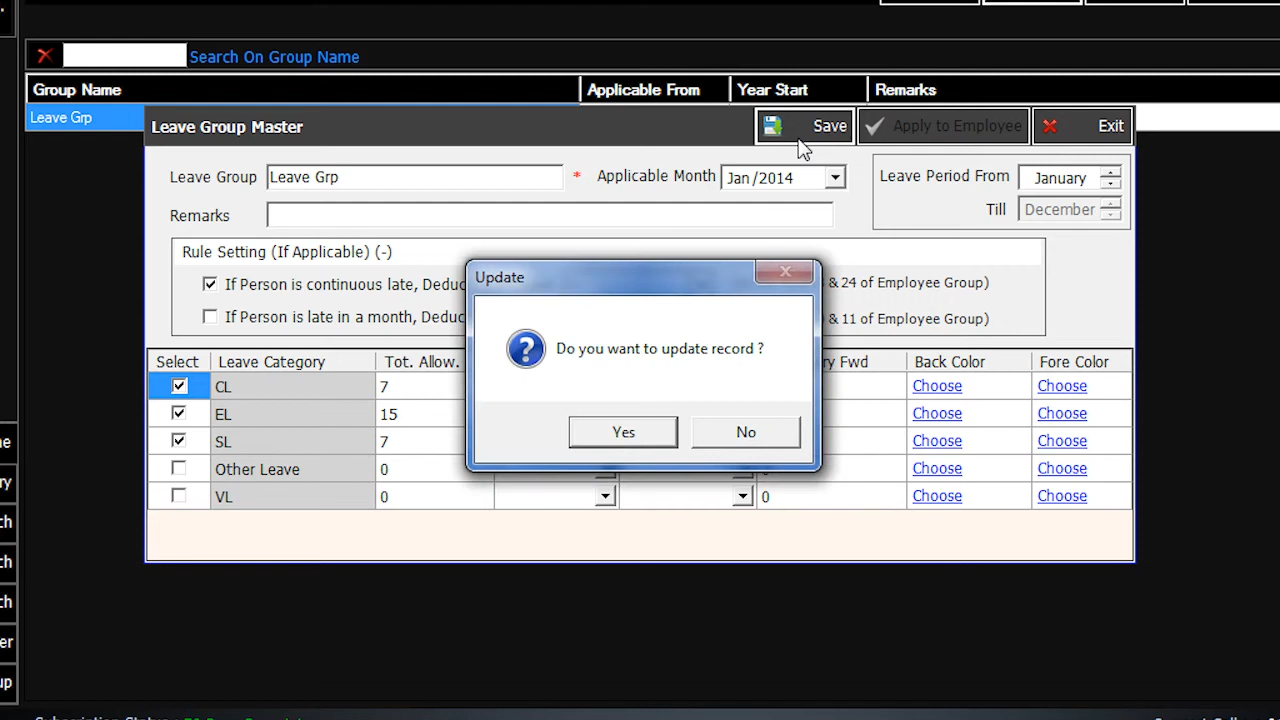 Search On Group Name
Group Name Applicable From Year Start Remarks
Leave Grp
Leave Group Master Save Apply to Employee Exit
Leave Group Leave Grp * Applicable Month Jan /2014 Leave Period From January
Remarks Till December
Rule Setting (If Applicable) (-)
If Person is continuous late, & 24 of Employee Group)
If Person is late in a month, & 11 of Employee Group)
Update
Do you want to update record ?
Yes No
Select Leave Category Tot. Allow. Fwd Back Color Fore Color
CL 7 Choose Choose
EL 15 Choose Choose
SL 7 Choose Choose
Other Leave 0 Choose Choose
VL 0 0 Choose Choose